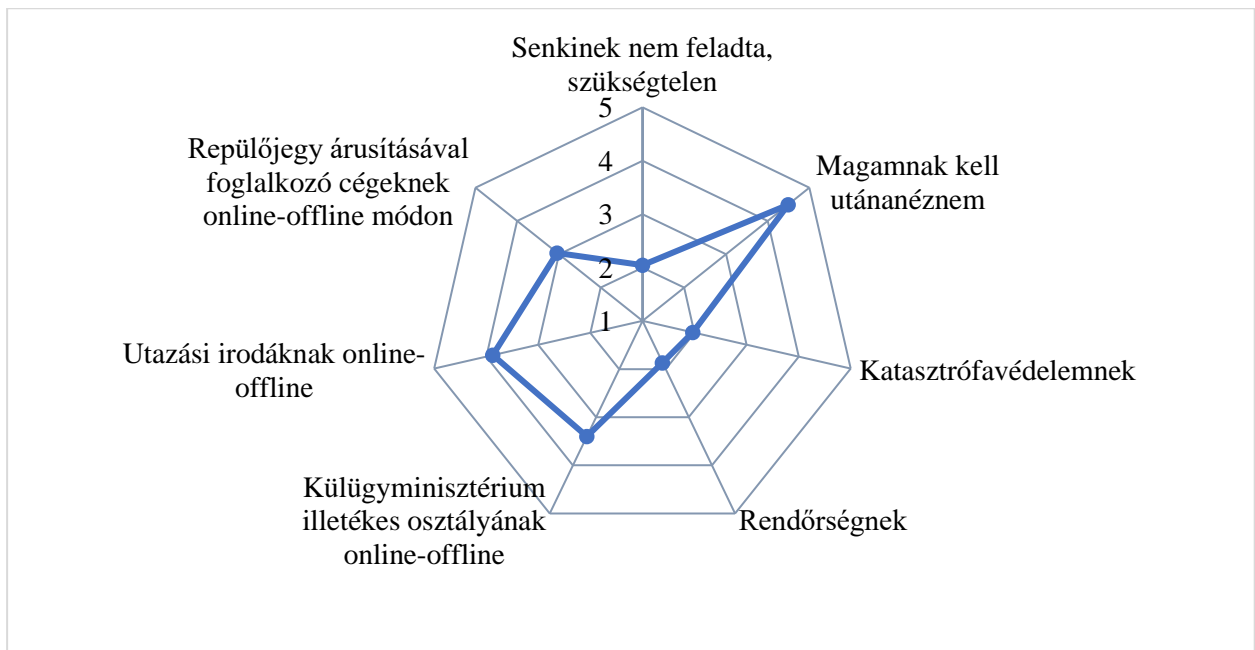 Senkinek nem feladta,
szükségtelen
5
4
3
2
1
Magamnak kell
utánanéznem
Katasztrófavédelemnek
Rendőrségnek
Külügyminisztérium
illetékes osztályának
online-offline
Utazási irodáknak online-
offline
Repülőjegy árusításával
foglalkozó cégeknek
online-offline módon